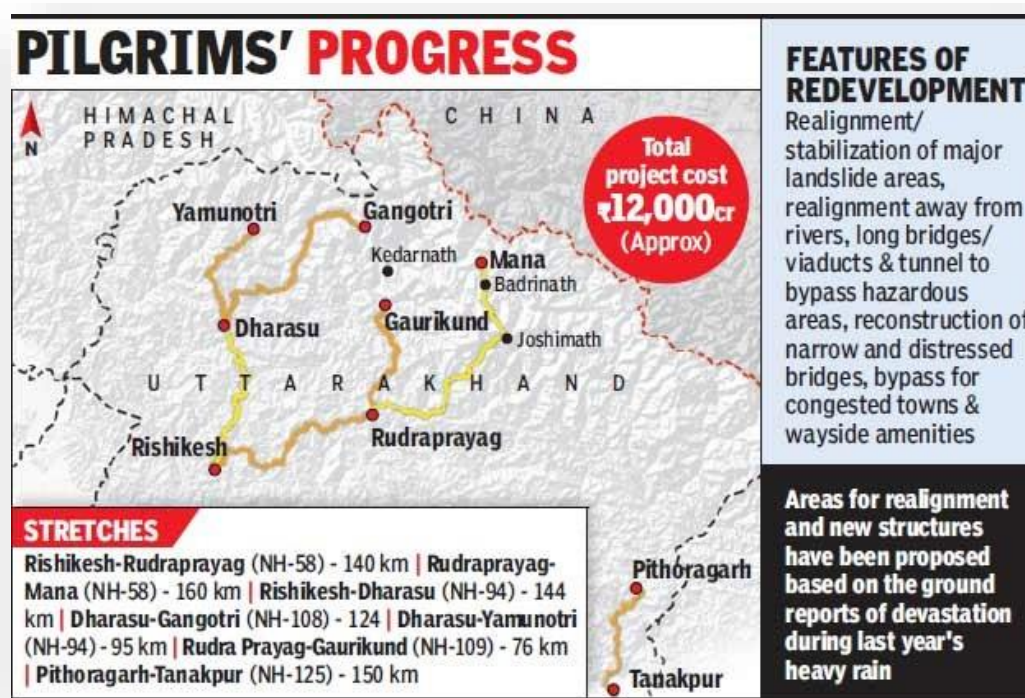 PILGRIMS' PROGRESS
N
HIMACHAL
PRADESH
CHINA
Total
project cost
₹12,000cr
(Approx)
Yamunotri
Gangotri
Kedarnath
Mana
Badrinath
Dharasu
Gaurikund
Joshimath
UTTARAKHAND
Rishikesh
Rudraprayag
Pithoragarh
Tanakpur
STRETCHES
Rishikesh-Rudraprayag (NH-58) - 140 km | Rudraprayag-
Mana (NH-58) - 160 km | Rishikesh-Dharasu (NH-94) - 144
km | Dharasu-Gangotri (NH-108) - 124 | Dharasu-Yamunotri
(NH-94) - 95 km | Rudra Prayag-Gaurikund (NH-109) - 76 km
| Pithoragarh-Tanakpur (NH-125) - 150 km
FEATURES OF
REDEVELOPMENT
Realignment/
stabilization of major
landslide areas,
realignment away from
rivers, long bridges/
viaducts & tunnel to
bypass hazardous
areas, reconstruction of
narrow and distressed
bridges, bypass for
congested towns &
wayside amenities
Areas for realignment
and new structures
have been proposed
based on the ground
reports of devastation
during last year's
heavy rain